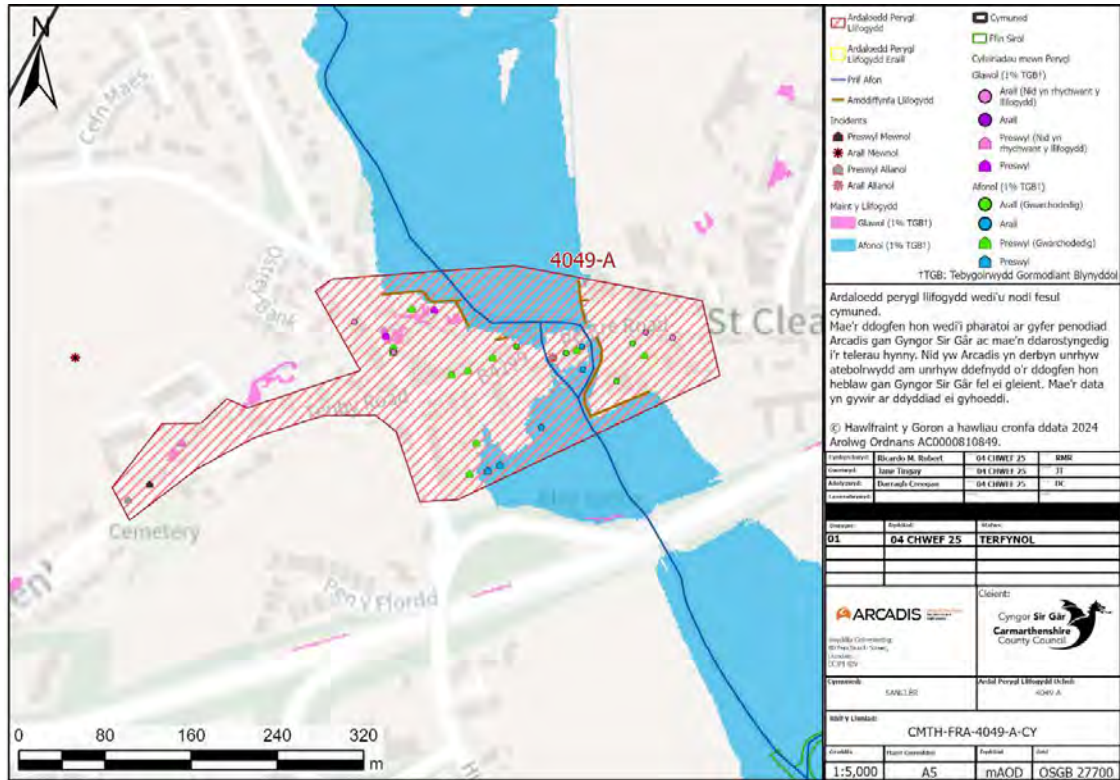 N
Cefn Maes
Bank
4049-A
St Clea
Road
Cemetery
Pen y Ffordd
0 80 160 240 320
m
Ardaloedd Perygl
Llifogydd
Ardaloedd Perygl
Llifogydd Eraill
Prif Afon
Amddiffynfa Llifogydd
Incidents
Preswyl Mewnol
Arall Mewnol
Preswyl Allanol
Arall Allanol
Maint y Llifogydd
Glawol (1% TGB†)
Afonol (1% TGB†)
Cymuned
Ffin Sirol
mewn Perygl
Glawol (1% TGB†)
Arall (Nid yn rhychwant y
llifogydd)
Arall
Preswyl (Nid yn
rhychwant y llifogydd)
Preswyl
Afonol (1% TGB†)
Arall (Gwarchodedig)
Arall
Preswyl (Gwarchodedig)
Preswyl
†TGB: Tebygolrwydd Gormodiant Blynyddol
Ardaloedd perygl llifogydd wedi'u nodi fesul
cymuned.
Mae'r ddogfen hon wedi'i pharatoi ar gyfer penodiad
Arcadis gan Gyngor Sir Gâr ac mae'n ddarostyngedig
i'r telerau hynny. Nid yw Arcadis yn derbyn unrhyw
atebolrwydd am unrhyw ddefnydd o'r ddogfen hon
heblaw gan Gyngor Sir Gâr fel ei gleient. Mae'r data
yn gywir ar ddyddiad ei gyhoeddi.
© Hawlfraint y Goron a hawliau cronfa ddata 2024
Arolwg Ordnans AC0000810849.
Ricardo M. Robert 04 CHWEF 25 RMR
Jane Tingay 04 CHWEF 25 JT
Darragh Creegan 04 CHWEF 25 DC
01 04 CHWEF 25 TERFYNOL
ARCADIS
Cleient:
Cyngor Sir Gâr
Carmarthenshire
County Council
Cymuned:
SANCLÊR
4049-A
CMTH-FRA-4049-A-CY
1:5,000 A5 mAOD OSGB 27700